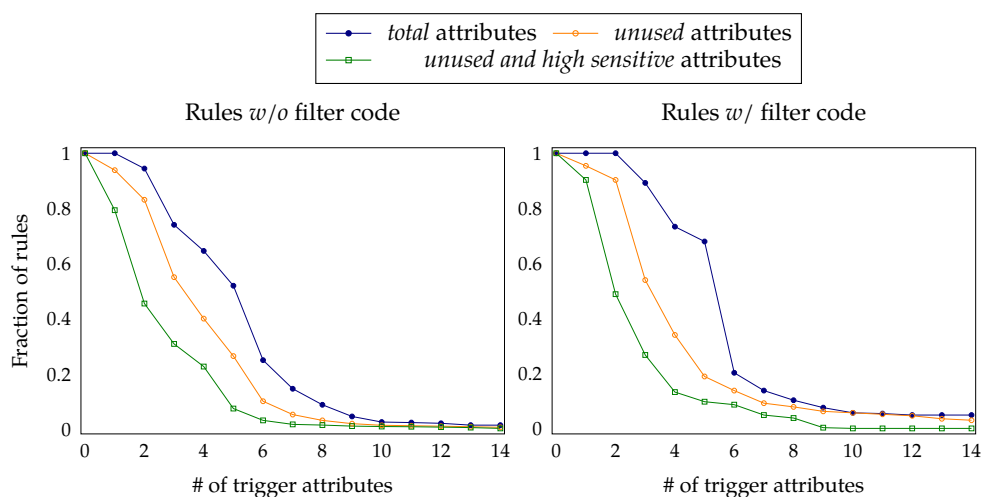 total attributes unused attributes
unused and high sensitive attributes
Rules w/o filter code
Fraction of rules
1
0.8
0.6
0.4
0.2
0
0 2 4 6 8 10 12 14
# of trigger attributes
Rules w/ filter code
1
0.8
0.6
0.4
0.2
0
0 2 4 6 8 10 12 14
# of trigger attributes